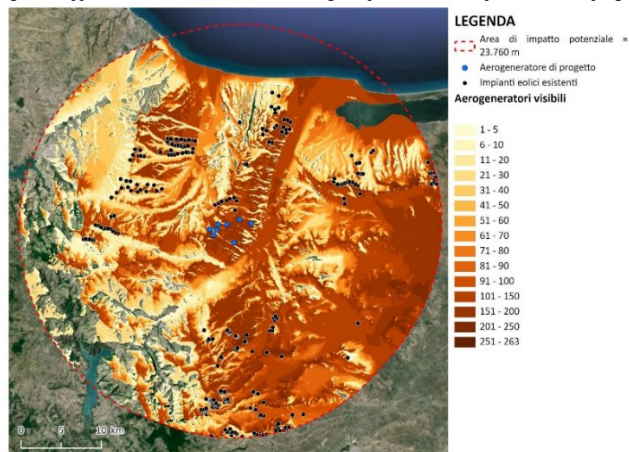 LEGENDA
Area di impatto potenziale =
23.760 m
Aerogeneratore di progetto
Impianti eolici esistenti
Aerogeneratori visibili
1 - 5
6 - 10
11 - 20
21 - 30
31 - 40
41 - 50
51 - 60
61 - 70
71 - 80
81 - 90
91 - 100
101 - 150
151 - 200
201 - 250
251 - 263
0 5 10 km